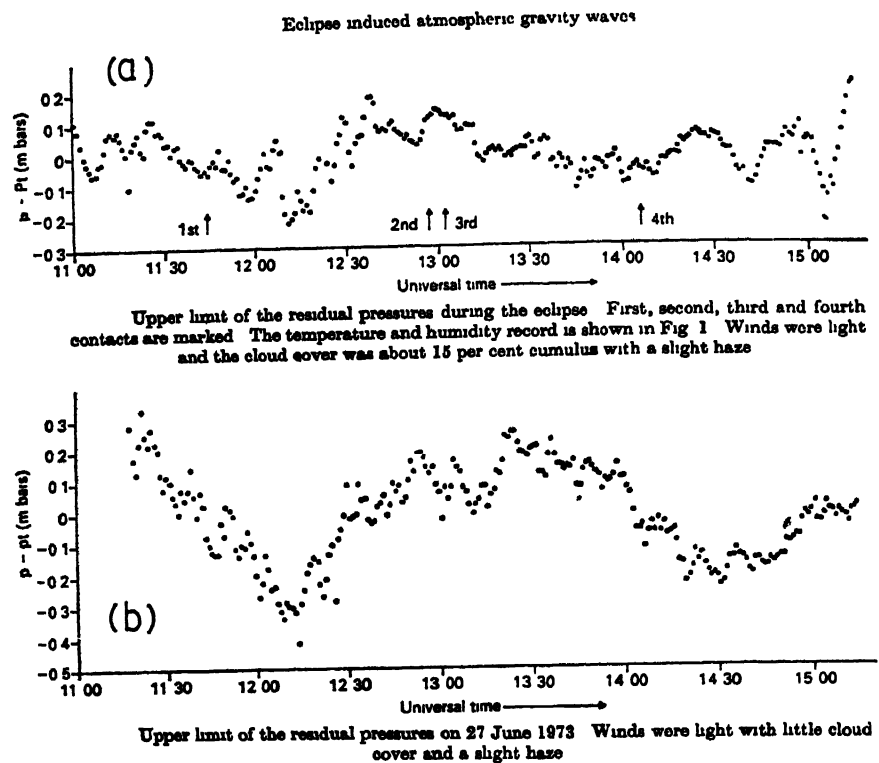 Eclipse induced atmospheric gravity waves
(a)
p - Pt (m bars)
0 2
0 1
0
-0 1
-0 2
-0 3
1st ↑
2nd ↑ ↑ 3rd
↑ 4th
11 00 11 30 12 00 12 30 13 00 13 30 14 00 14 30 15 00
Universal time
Upper limit of the residual pressures during the eclipse First, second, third and fourth
contacts are marked The temperature and humidity record is shown in Fig 1 Winds were light
and the cloud cover was about 15 per cent cumulus with a slight haze
p - pt (m bars)
0 3
0 2
0 1
0
-0 1
-0 2
-0 3
-0 4
-0 5
(b)
11 00 11 30 12 00 12 30 13 00 13 30 14 00 14 30 15 00
Universal time
Upper limit of the residual pressures on 27 June 1973 Winds were light with little cloud
cover and a slight haze